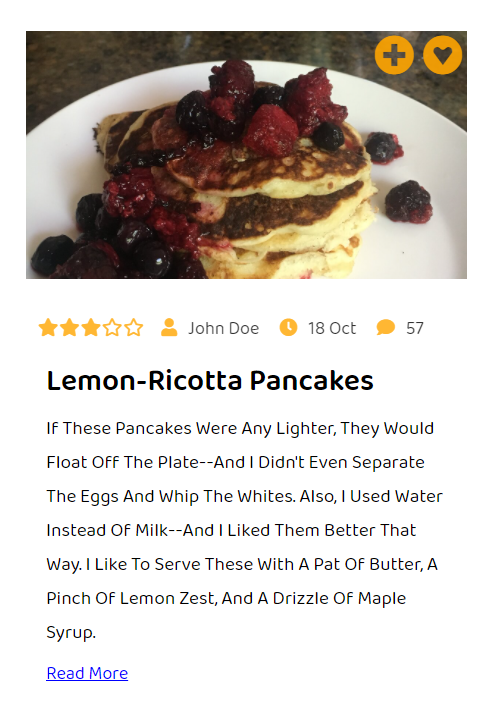 John Doe 18 Oct 57
Lemon-Ricotta Pancakes
If These Pancakes Were Any Lighter, They Would
Float Off The Plate--And I Didn't Even Separate
The Eggs And Whip The Whites. Also, I Used Water
Instead Of Milk--And I Liked Them Better That
Way. I Like To Serve These With A Pat Of Butter, A
Pinch Of Lemon Zest, And A Drizzle Of Maple
Syrup.
Read More